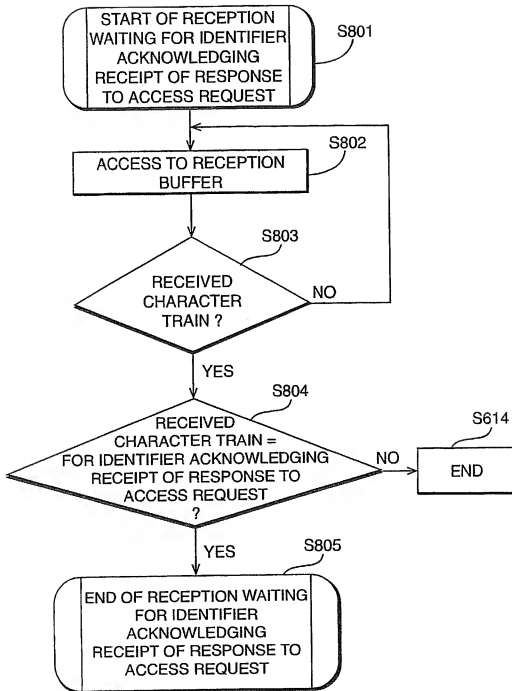 START OF RECEPTION
WAITING FOR IDENTIFIER
ACKNOWLEDGING
RECEIPT OF RESPONSE
TO ACCESS REQUEST
S801
S802
ACCESS TO RECEPTION
BUFFER
S803
RECEIVED
CHARACTER
TRAIN ?
NO
YES
S804
RECEIVED
CHARACTER TRAIN =
FOR IDENTIFIER ACKNOWLEDGING
RECEIPT OF RESPONSE TO
ACCESS REQUEST
?
NO
S614
END
YES
S805
END OF RECEPTION WAITING
FOR IDENTIFIER
ACKNOWLEDGING
RECEIPT OF RESPONSE TO
ACCESS REQUEST